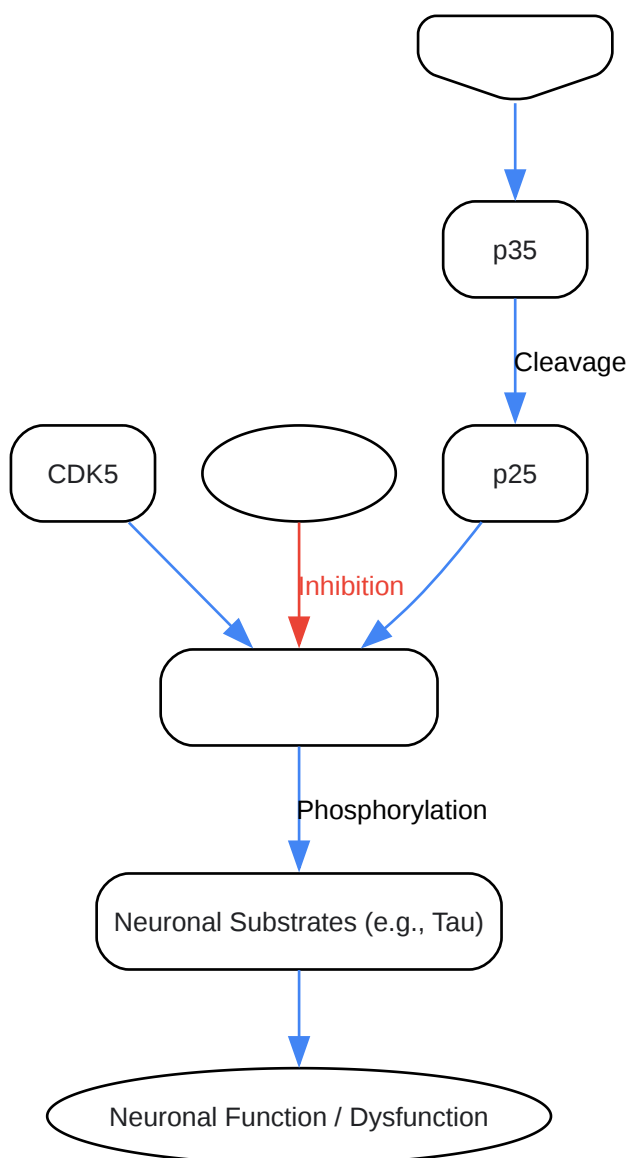 p35
Cleavage
CDK5
p25
Inhibition
Phosphorylation
Neuronal Substrates (e.g., Tau)
Neuronal Function / Dysfunction